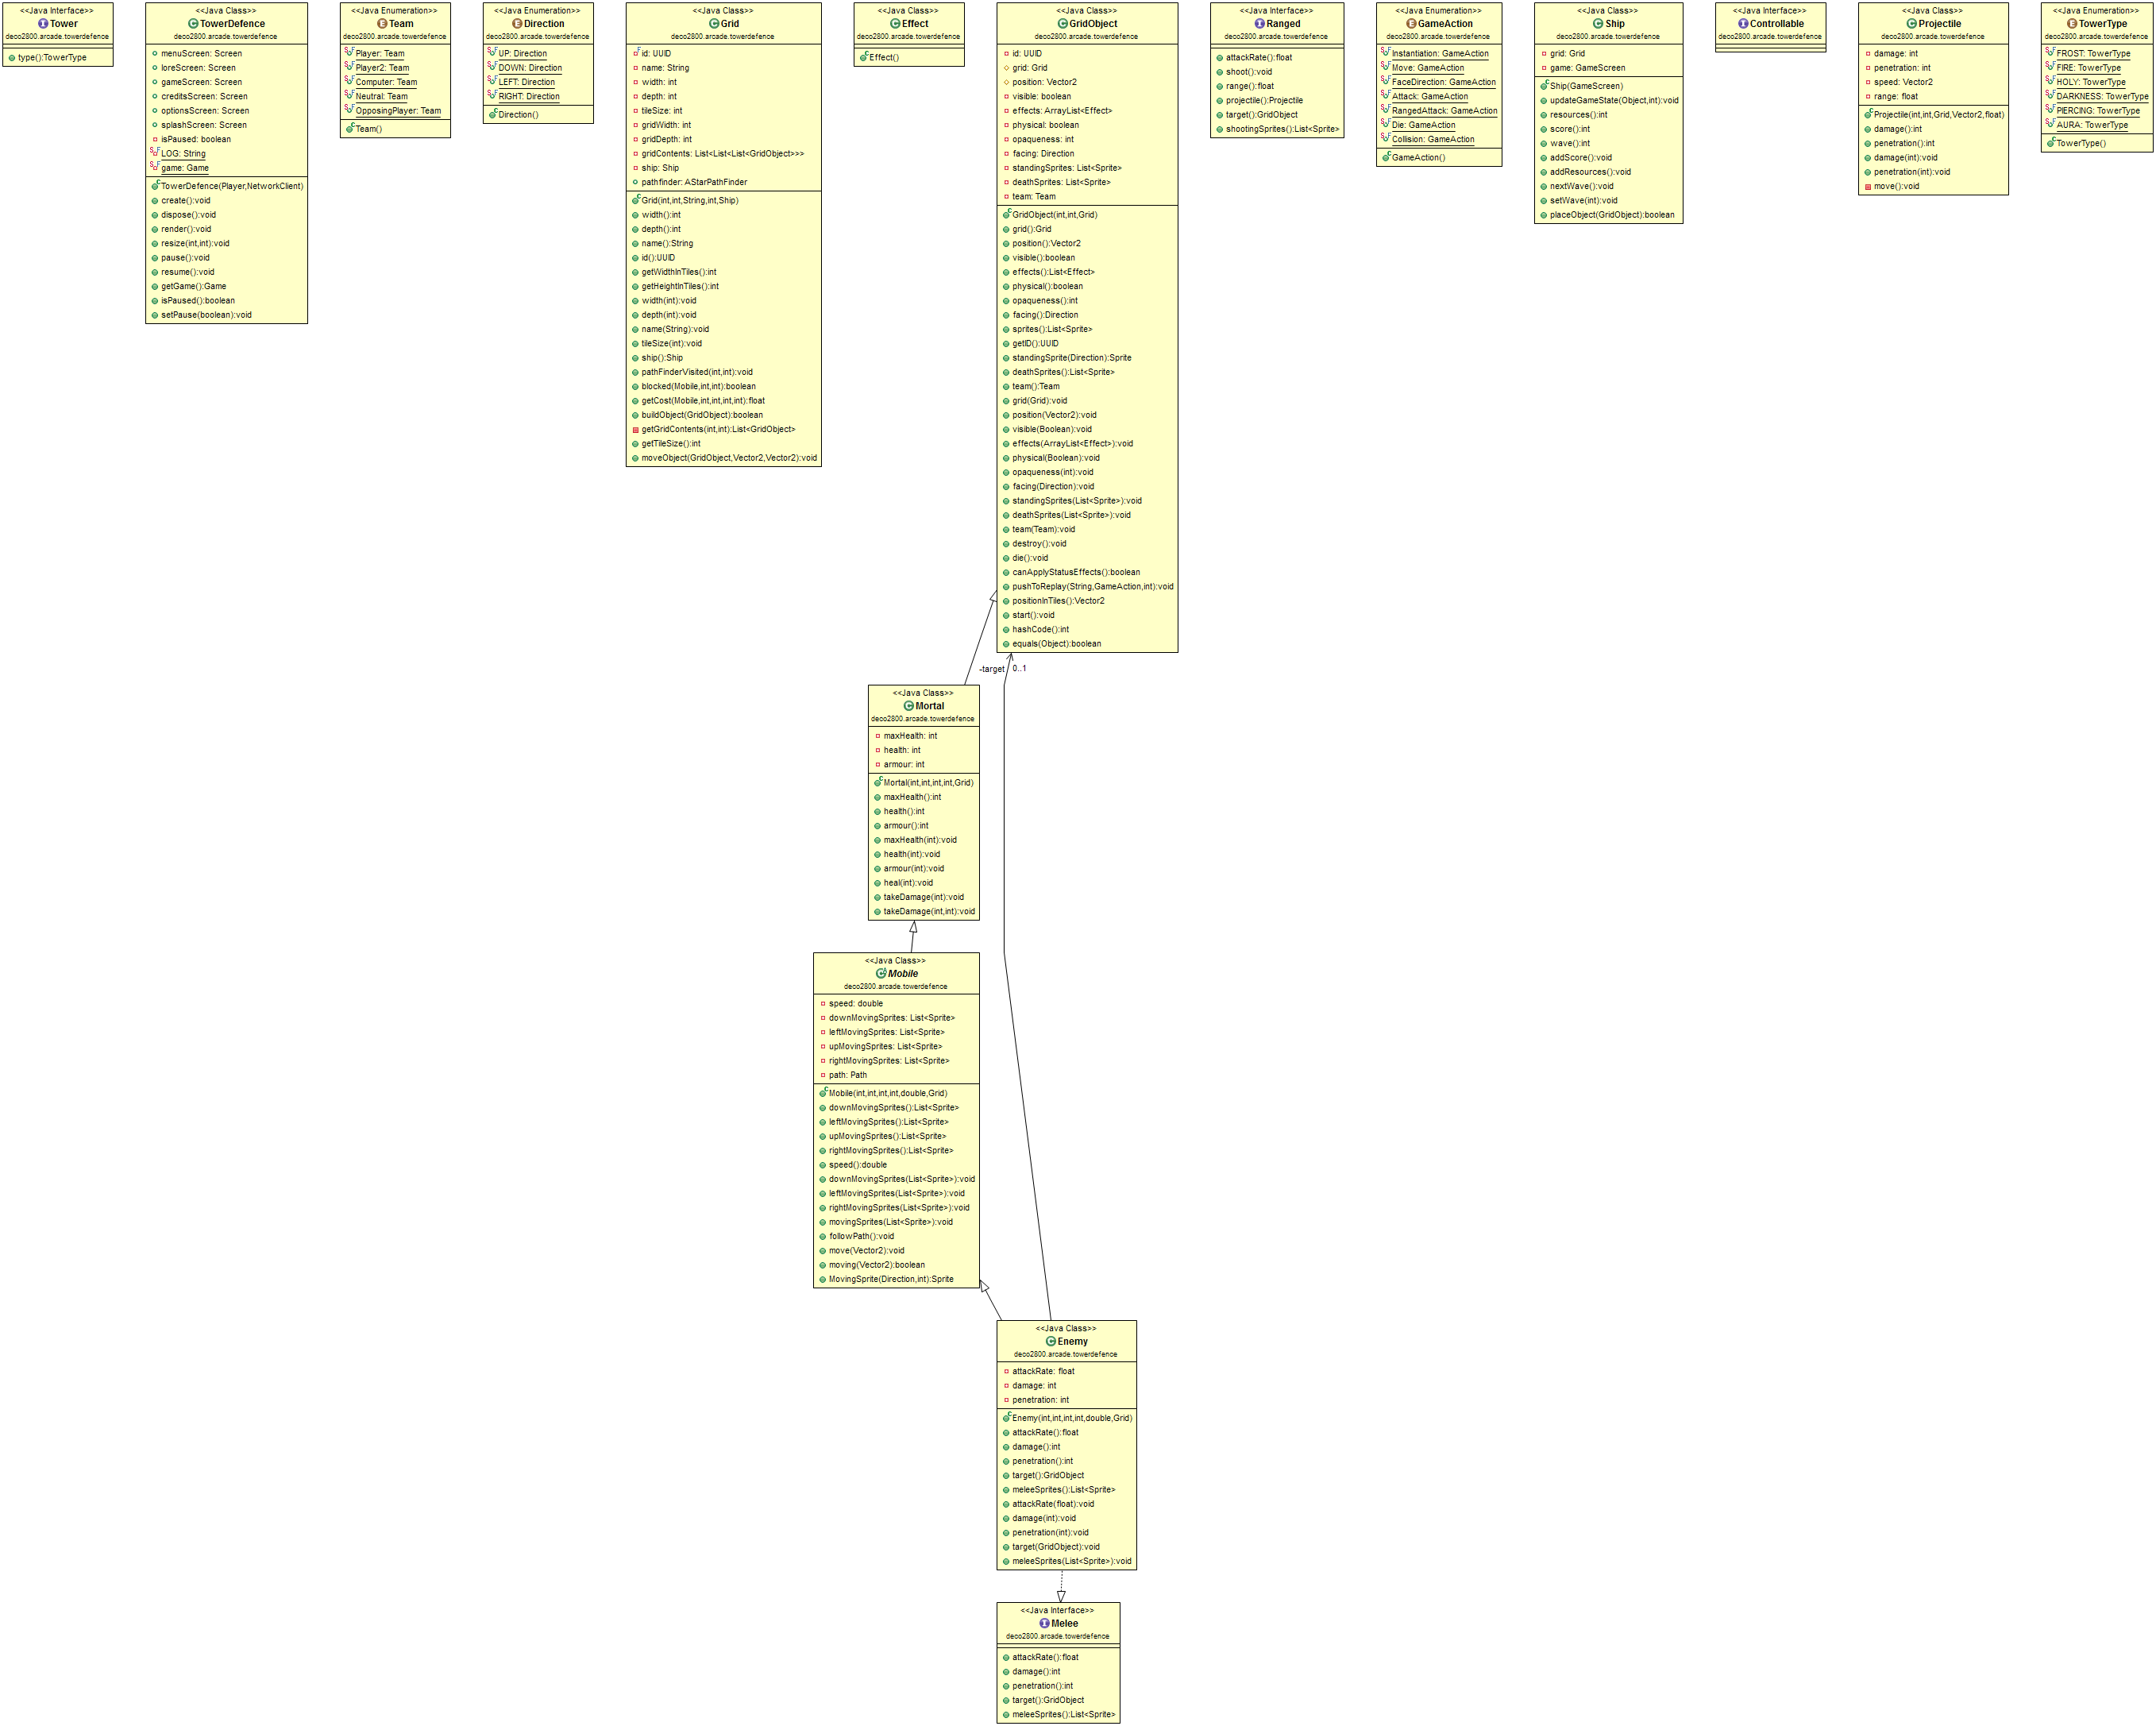 <<Java Interface>>
Tower
deco2800.arcade.towerdefence
type():TowerType
<<Java Class>>
TowerDefence
deco2800.arcade.towerdefence
menuScreen: Screen
loreScreen: Screen
gameScreen: Screen
creditsScreen: Screen
optionsScreen: Screen
splashScreen: Screen
isPaused: boolean
LOG: String
game: Game
TowerDefence(Player,NetworkClient)
create():void
dispose():void
render():void
resize(int,int):void
pause():void
resume():void
getGame():Game
isPaused():boolean
setPause(boolean):void
<<Java Enumeration>>
Team
deco2800.arcade.towerdefence
Player: Team
Player2: Team
Computer: Team
Neutral: Team
OpposingPlayer: Team
Team()
<<Java Enumeration>>
Direction
deco2800.arcade.towerdefence
UP: Direction
DOWN: Direction
LEFT: Direction
RIGHT: Direction
Direction()
<<Java Class>>
Grid
deco2800.arcade.towerdefence
id: UUID
name: String
width: int
depth: int
tileSize: int
gridWidth: int
gridDepth: int
gridContents: List<List<List<GridObject>>>
ship: Ship
pathfinder: AStarPathFinder
Grid(int,int,String,int,Ship)
width():int
depth():int
name():String
id():UUID
getWidthInTiles():int
getHeightInTiles():int
width(int):void
depth(int):void
name(String):void
tileSize(int):void
ship():Ship
pathFinderVisited(int,int):void
blocked(Mobile,int,int):boolean
getCost(Mobile,int,int,int,int):float
buildObject(GridObject):boolean
getGridContents(int,int):List<GridObject>
getTileSize():int
moveObject(GridObject,Vector2,Vector2):void
<<Java Class>>
Effect
deco2800.arcade.towerdefence
Effect()
<<Java Class>>
GridObject
deco2800.arcade.towerdefence
id: UUID
grid: Grid
position: Vector2
visible: boolean
effects: ArrayList<Effect>
physical: boolean
opaqueness: int
facing: Direction
standingSprites: List<Sprite>
deathSprites: List<Sprite>
team: Team
GridObject(int,int,Grid)
grid():Grid
position():Vector2
visible():boolean
effects():List<Effect>
physical():boolean
opaqueness():int
facing():Direction
sprites():List<Sprite>
getID():UUID
standingSprite(Direction):Sprite
deathSprites():List<Sprite>
team():Team
grid(Grid):void
position(Vector2):void
visible(Boolean):void
effects(ArrayList<Effect>):void
physical(Boolean):void
opaqueness(int):void
facing(Direction):void
standingSprites(List<Sprite>):void
deathSprites(List<Sprite>):void
team(Team):void
destroy():void
die():void
canApplyStatusEffects():boolean
pushToReplay(String,GameAction,int):void
positionInTiles():Vector2
start():void
hashCode():int
equals(Object):boolean
<<Java Interface>>
Ranged
deco2800.arcade.towerdefence
attackRate():float
shoot():void
range():float
projectile():Projectile
target():GridObject
shootingSprites():List<Sprite>
<<Java Enumeration>>
GameAction
deco2800.arcade.towerdefence
Instantiation: GameAction
Move: GameAction
FaceDirection: GameAction
Attack: GameAction
RangedAttack: GameAction
Die: GameAction
Collision: GameAction
GameAction()
<<Java Class>>
Ship
deco2800.arcade.towerdefence
grid: Grid
game: GameScreen
Ship(GameScreen)
updateGameState(Object,int):void
resources():int
score():int
wave():int
addScore():void
addResources():void
nextWave():void
setWave(int):void
placeObject(GridObject):boolean
<<Java Interface>>
Controllable
deco2800.arcade.towerdefence
<<Java Class>>
Projectile
deco2800.arcade.towerdefence
damage: int
penetration: int
speed: Vector2
range: float
Projectile(int,int,Grid,Vector2,float)
damage():int
penetration():int
damage(int):void
penetration(int):void
move():void
<<Java Enumeration>>
TowerType
deco2800.arcade.towerdefence
FROST: TowerType
FIRE: TowerType
HOLY: TowerType
DARKNESS: TowerType
PIERCING: TowerType
AURA: TowerType
TowerType()
-target 0..1
<<Java Class>>
Mortal
deco2800.arcade.towerdefence
maxHealth: int
health: int
armour: int
Mortal(int,int,int,int,Grid)
maxHealth():int
health():int
armour():int
maxHealth(int):void
health(int):void
armour(int):void
heal(int):void
takeDamage(int):void
takeDamage(int,int):void
<<Java Class>>
Mobile
deco2800.arcade.towerdefence
speed: double
downMovingSprites: List<Sprite>
leftMovingSprites: List<Sprite>
upMovingSprites: List<Sprite>
rightMovingSprites: List<Sprite>
path: Path
Mobile(int,int,int,int,double,Grid)
downMovingSprites():List<Sprite>
leftMovingSprites():List<Sprite>
upMovingSprites():List<Sprite>
rightMovingSprites():List<Sprite>
speed():double
downMovingSprites(List<Sprite>):void
leftMovingSprites(List<Sprite>):void
rightMovingSprites(List<Sprite>):void
movingSprites(List<Sprite>):void
followPath():void
move(Vector2):void
moving(Vector2):boolean
MovingSprite(Direction,int):Sprite
<<Java Class>>
Enemy
deco2800.arcade.towerdefence
attackRate: float
damage: int
penetration: int
Enemy(int,int,int,int,double,Grid)
attackRate():float
damage():int
penetration():int
target():GridObject
meleeSprites():List<Sprite>
attackRate(float):void
damage(int):void
penetration(int):void
target(GridObject):void
meleeSprites(List<Sprite>):void
<<Java Interface>>
Melee
deco2800.arcade.towerdefence
attackRate():float
damage():int
penetration():int
target():GridObject
meleeSprites():List<Sprite>